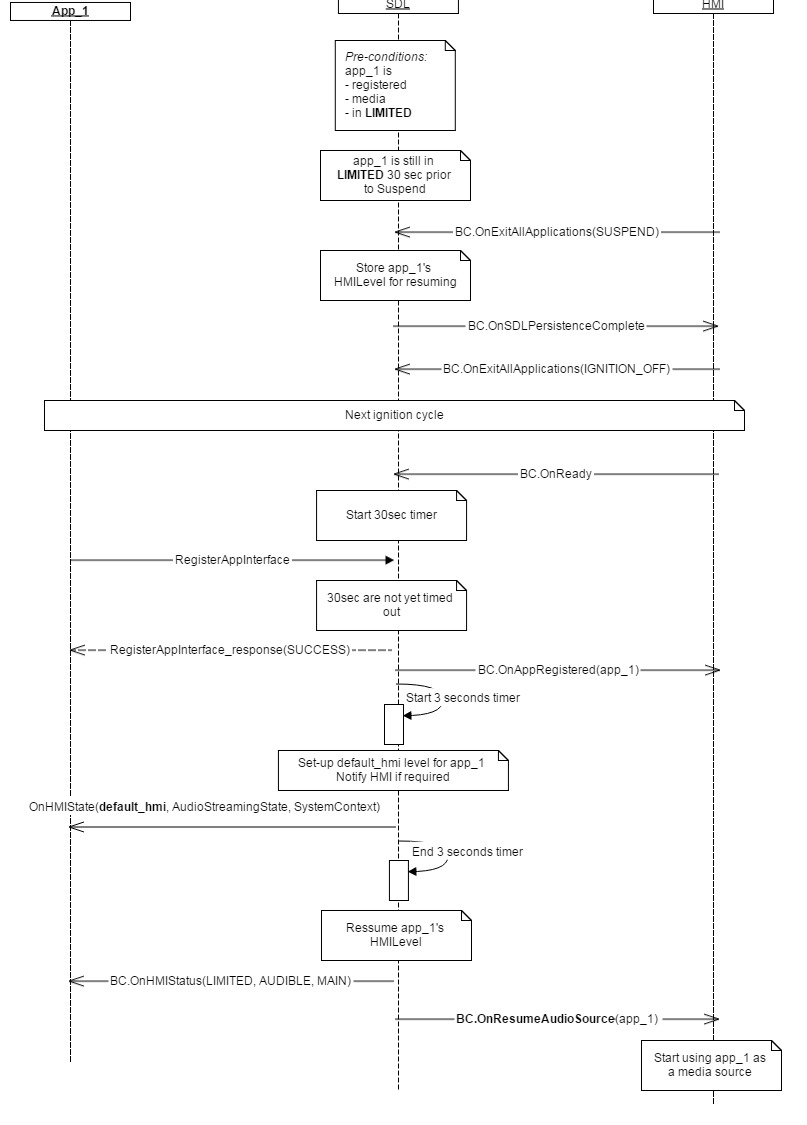 App_1
SDL
HMI
Pre-conditions:
app_1 is
- registered
- media
- in LIMITED
app_1 is still in
LIMITED 30 sec prior
to Suspend
BC.OnExitAllApplications(SUSPEND)
Store app_1's
HMILevel for resuming
BC.OnSDLPersistenceComplete
BC.OnExitAllApplications(IGNITION_OFF)
Next ignition cycle
BC.OnReady
Start 30sec timer
RegisterAppInterface
30sec are not yet timed
out
RegisterAppInterface_response(SUCCESS)
BC.OnAppRegistered(app_1)
Start 3 seconds timer
Set-up default_hmi level for app_1
Notify HMI if required
OnHMIState(default_hmi, AudioStreamingState, SystemContext)
End 3 seconds timer
Ressume app_1's
HMILevel
BC.OnHMIStatus(LIMITED, AUDIBLE, MAIN)
BC.OnResumeAudioSource(app_1)
Start using app_1 as
a media source